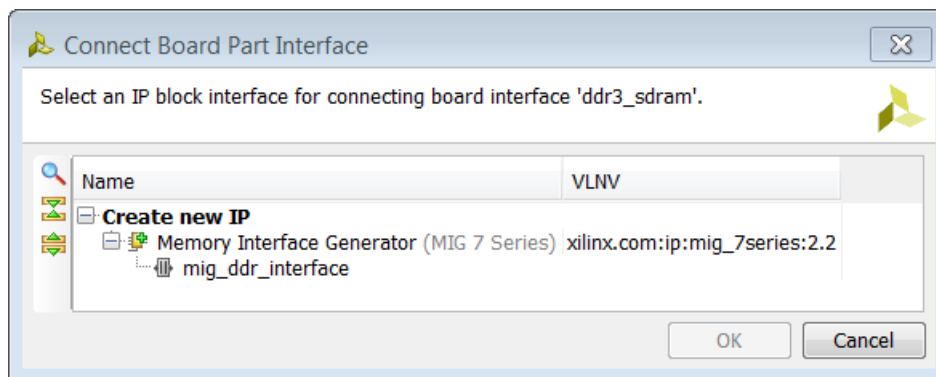 Connect Board Part Interface
Select an IP block interface for connecting board interface 'ddr3_sdram'.
Name VLNV
Create new IP
Memory Interface Generator (MIG 7 Series) xilinx.com:ip:mig_7series:2.2
mig_ddr_interface
OK Cancel